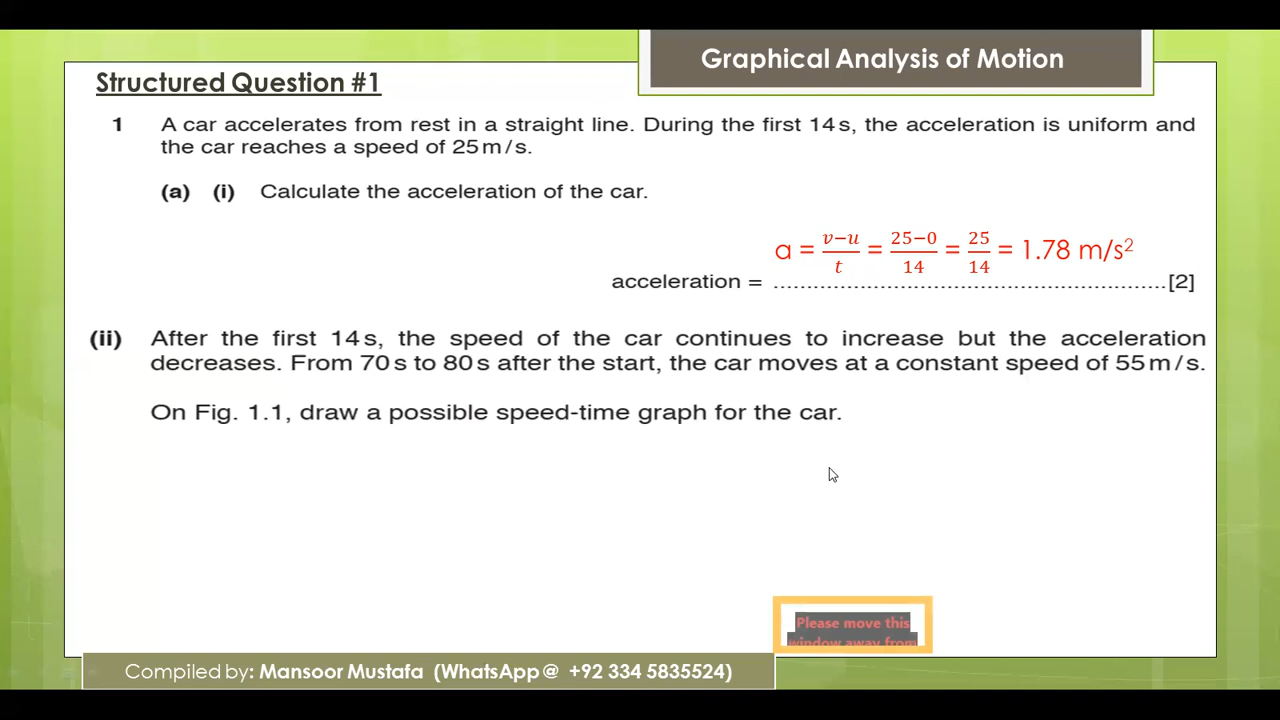 Graphical Analysis of Motion
Structured Question #1
1 A car accelerates from rest in a straight line. During the first 14 s, the acceleration is uniform and
the car reaches a speed of 25 m / s.
(a) (i) Calculate the acceleration of the car.
a = v−u/t = 25−0/14 = 25/14 = 1.78 m/s²
acceleration = ..........................................................[2]
(ii) After the first 14 s, the speed of the car continues to increase but the acceleration
decreases. From 70 s to 80 s after the start, the car moves at a constant speed of 55 m / s.
On Fig. 1.1, draw a possible speed-time graph for the car.
Please move this
window away from
Compiled by: Mansoor Mustafa (WhatsApp @ +92 334 5835524)